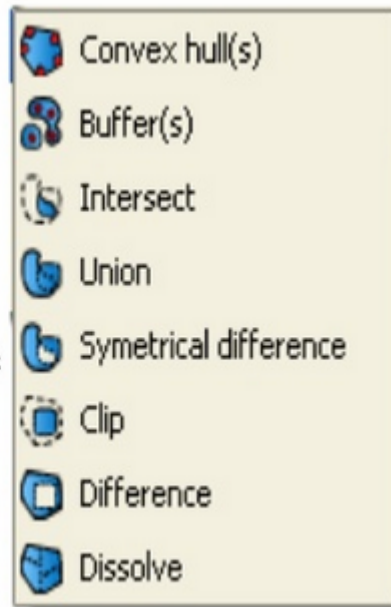 Convex hull(s)
Buffer(s)
Intersect
Union
Symetrical difference
Clip
Difference
Dissolve